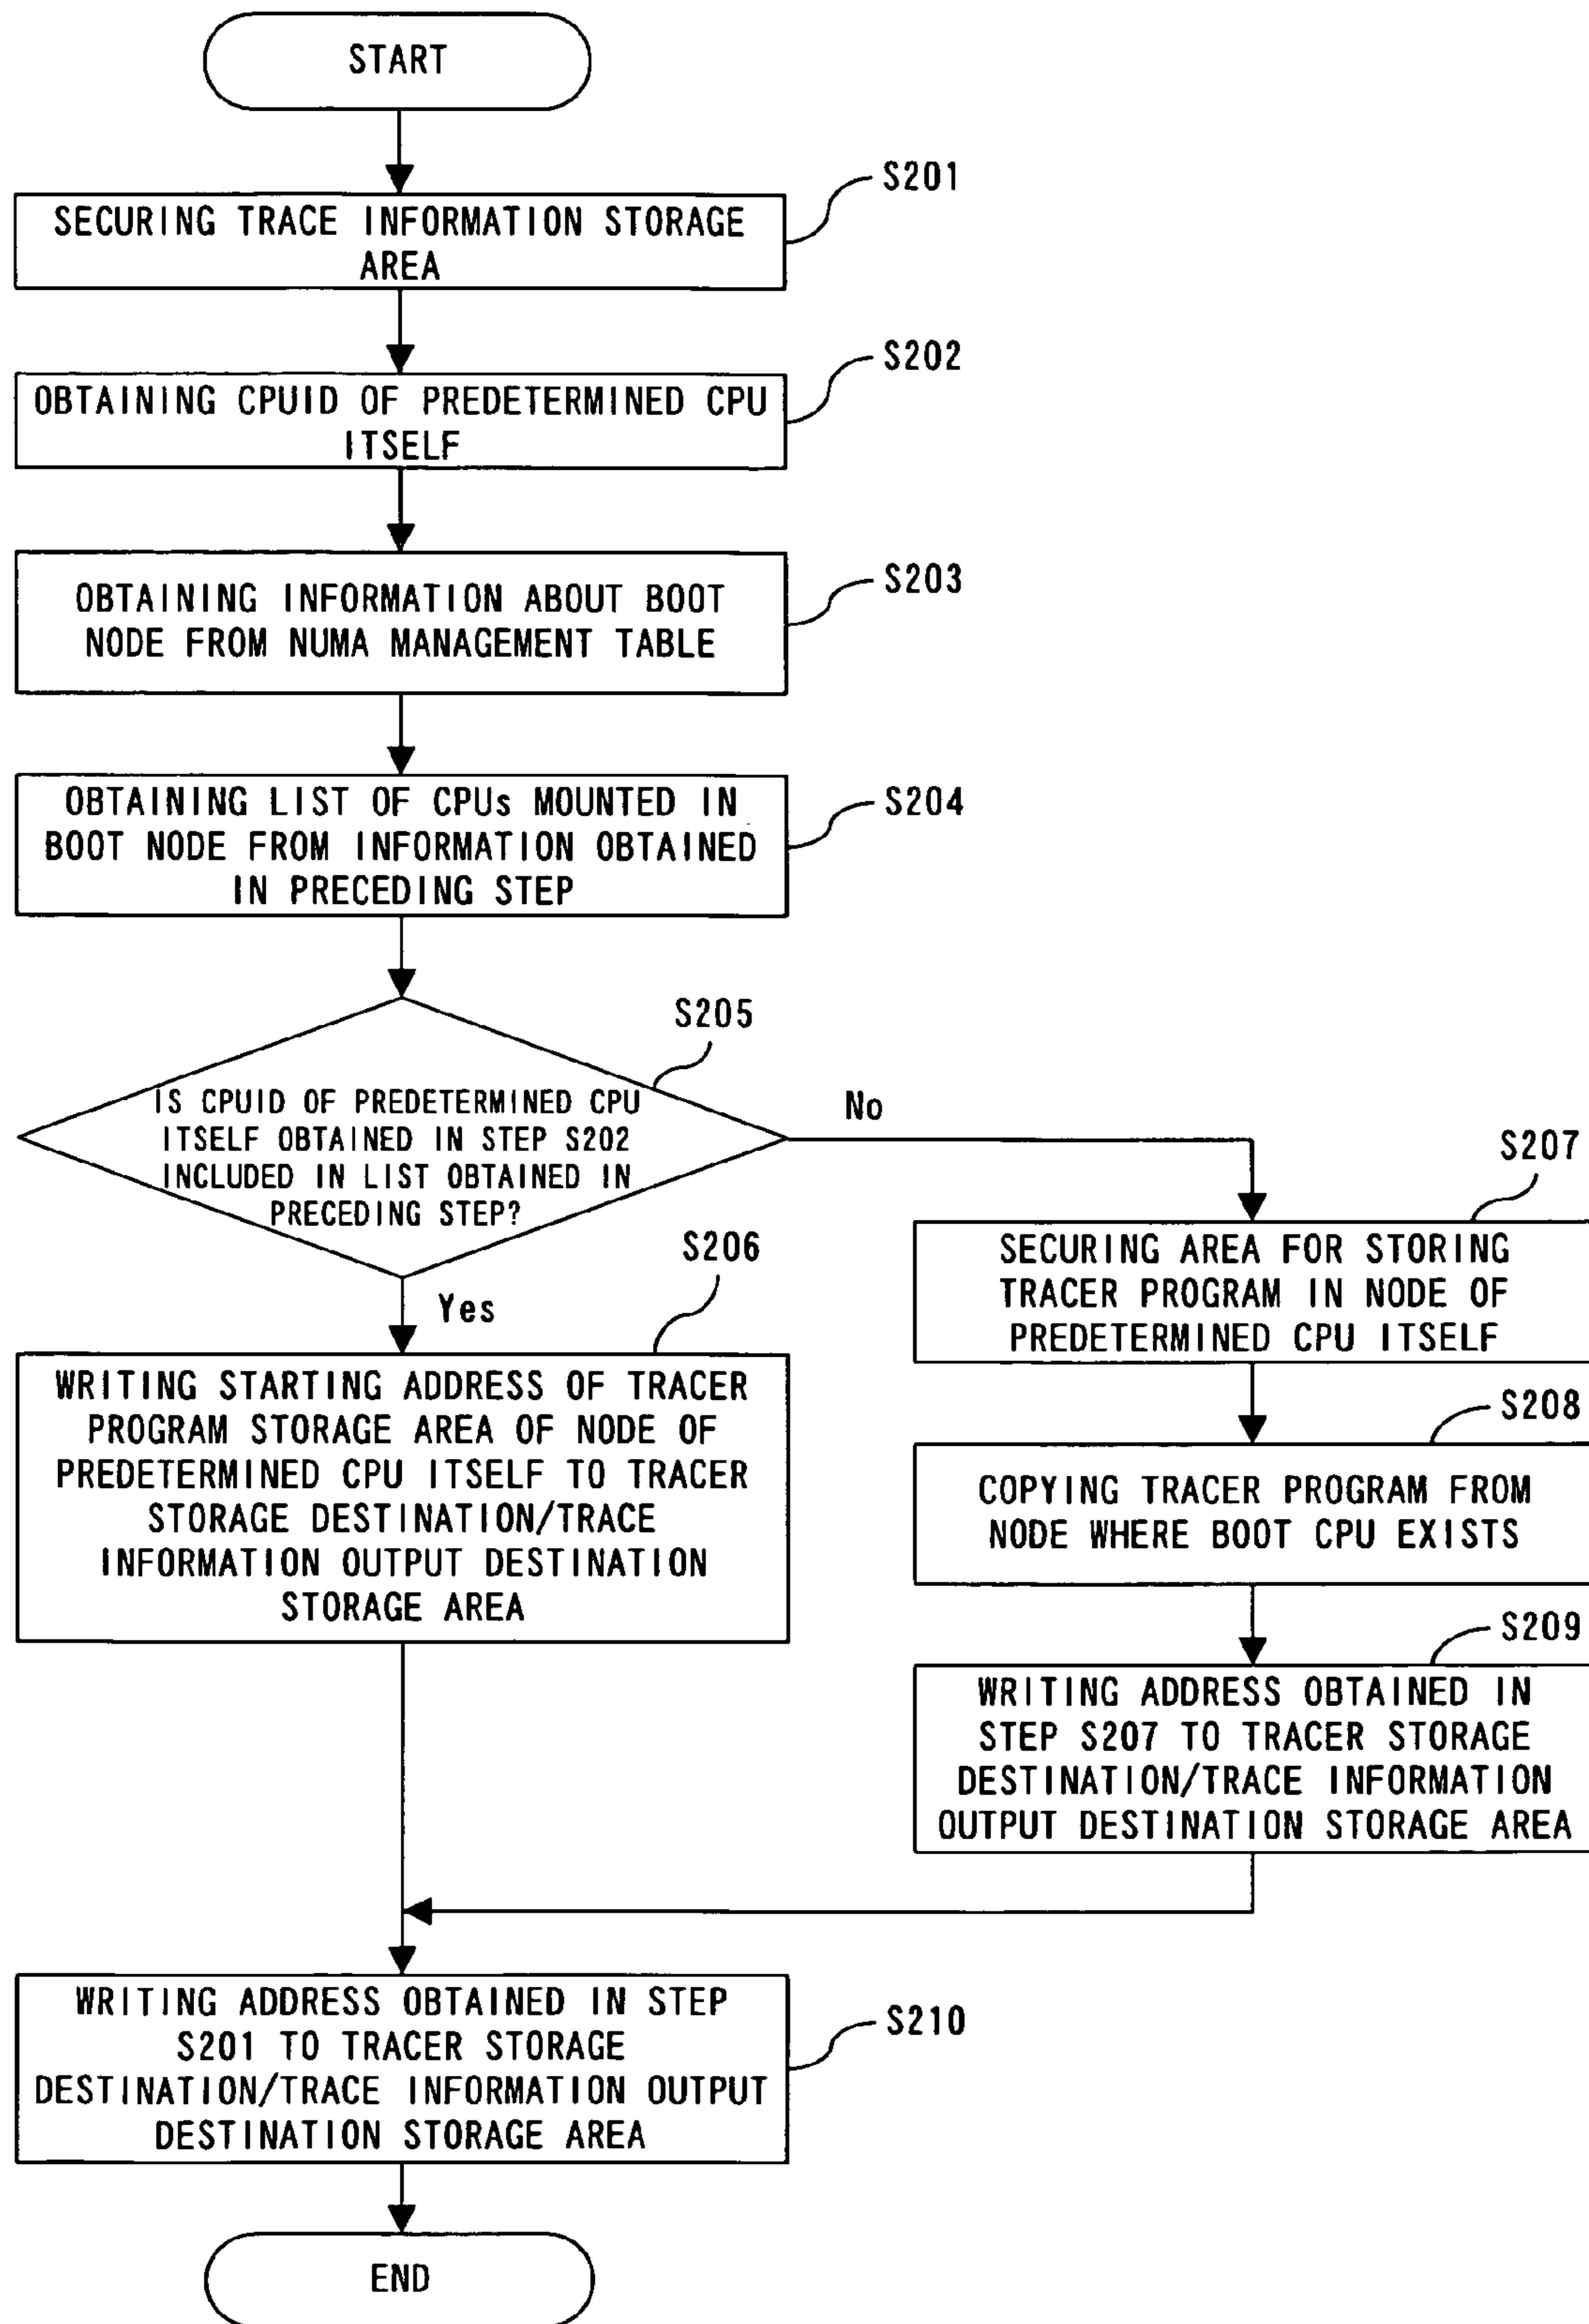 START
S201
SECURING TRACE INFORMATION STORAGE
AREA
S202
OBTAINING CPUID OF PREDETERMINED CPU
ITSELF
S203
OBTAINING INFORMATION ABOUT BOOT
NODE FROM NUMA MANAGEMENT TABLE
S204
OBTAINING LIST OF CPUs MOUNTED IN
BOOT NODE FROM INFORMATION OBTAINED
IN PRECEDING STEP
S205
IS CPUID OF PREDETERMINED CPU
ITSELF OBTAINED IN STEP S202
INCLUDED IN LIST OBTAINED IN
PRECEDING STEP?
No
Yes
S206
WRITING STARTING ADDRESS OF TRACER
PROGRAM STORAGE AREA OF NODE OF
PREDETERMINED CPU ITSELF TO TRACER
STORAGE DESTINATION/TRACE
INFORMATION OUTPUT DESTINATION
STORAGE AREA
S207
SECURING AREA FOR STORING
TRACER PROGRAM IN NODE OF
PREDETERMINED CPU ITSELF
S208
COPYING TRACER PROGRAM FROM
NODE WHERE BOOT CPU EXISTS
S209
WRITING ADDRESS OBTAINED IN
STEP S207 TO TRACER STORAGE
DESTINATION/TRACE INFORMATION
OUTPUT DESTINATION STORAGE AREA
S210
WRITING ADDRESS OBTAINED IN STEP
S201 TO TRACER STORAGE
DESTINATION/TRACE INFORMATION OUTPUT
DESTINATION STORAGE AREA
END